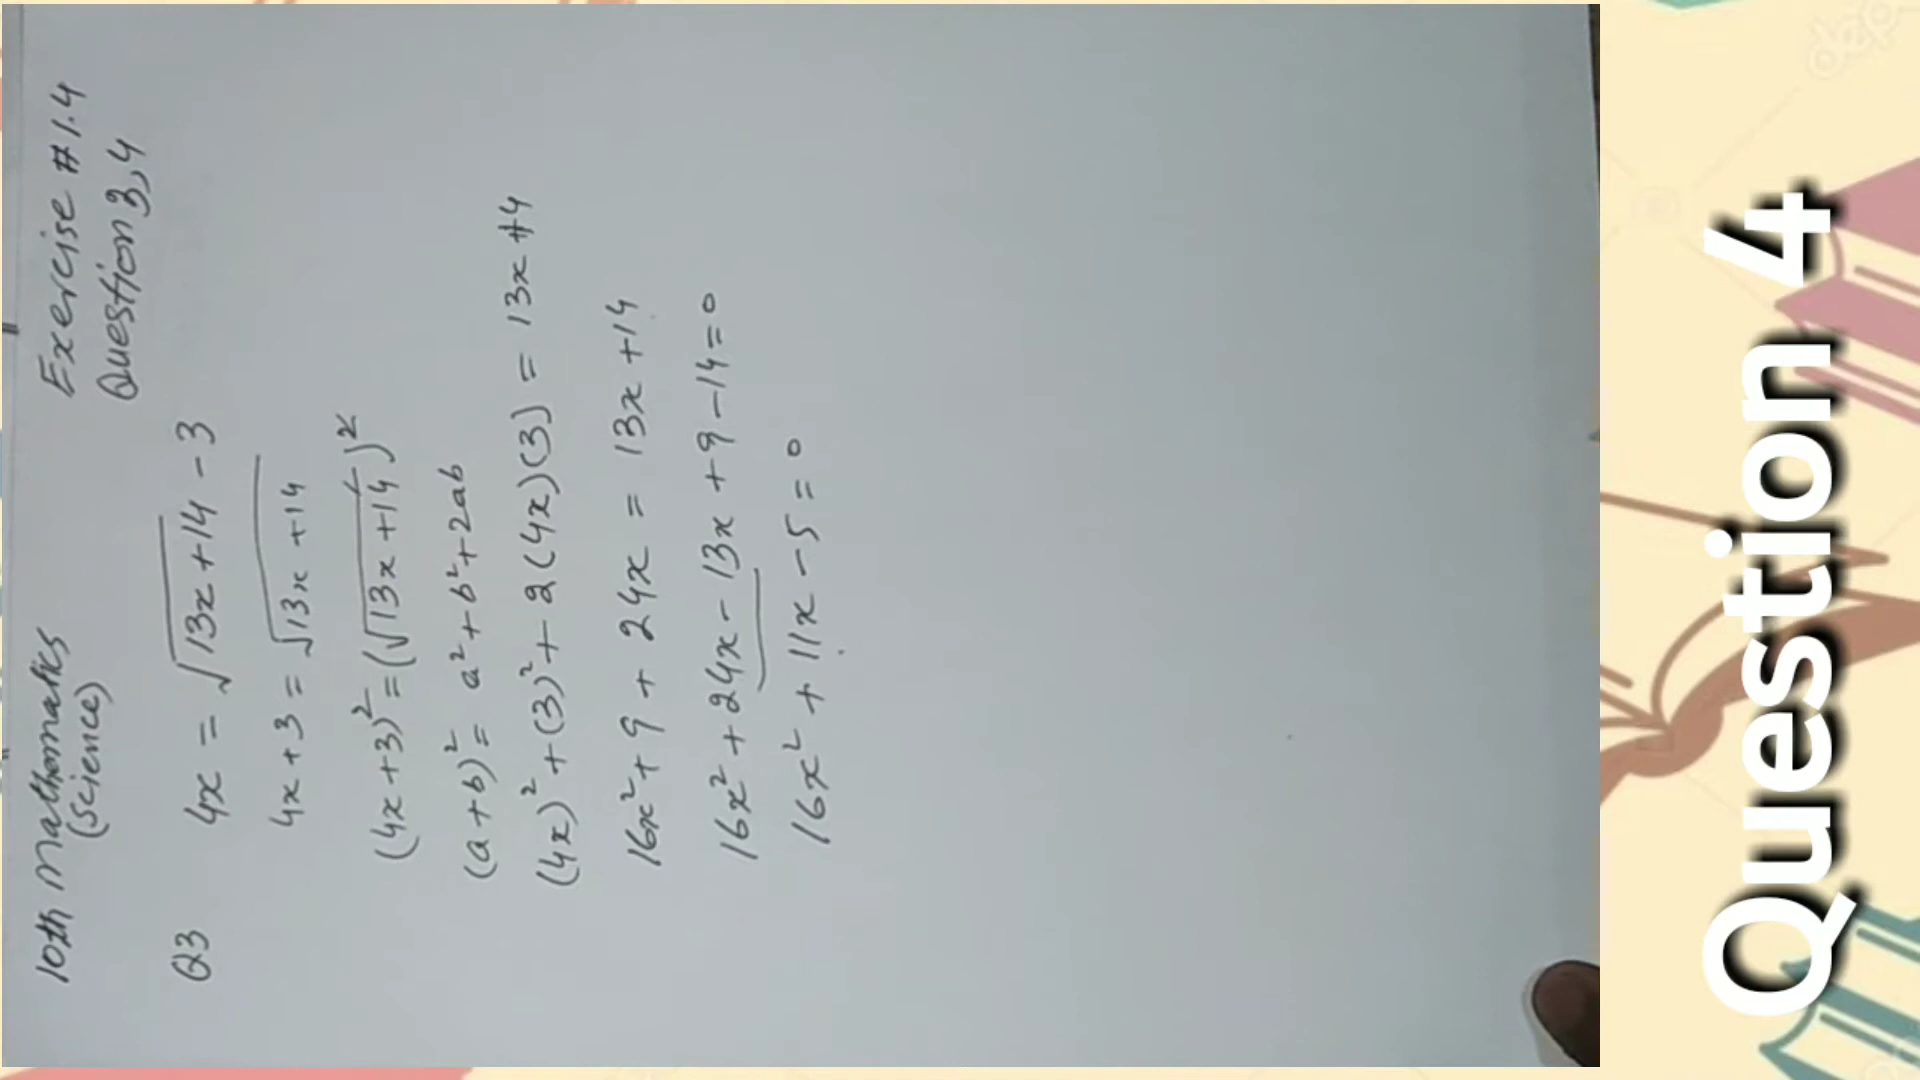 10th Mathematics
(Science)
Exercise # 1.4
Question 3,4
Q3 4x = √13x+14 - 3
4x + 3 = √13x + 14
(4x+3)² = (√13x+14)²
(a+b)² = a² + b² + 2ab
(4x)² + (3)² + 2(4x)(3) = 13x +14
16x² + 9 + 24x = 13x + 14
16x² + 24x - 13x + 9 - 14 = 0
16x² + 11x - 5 = 0
Question 4